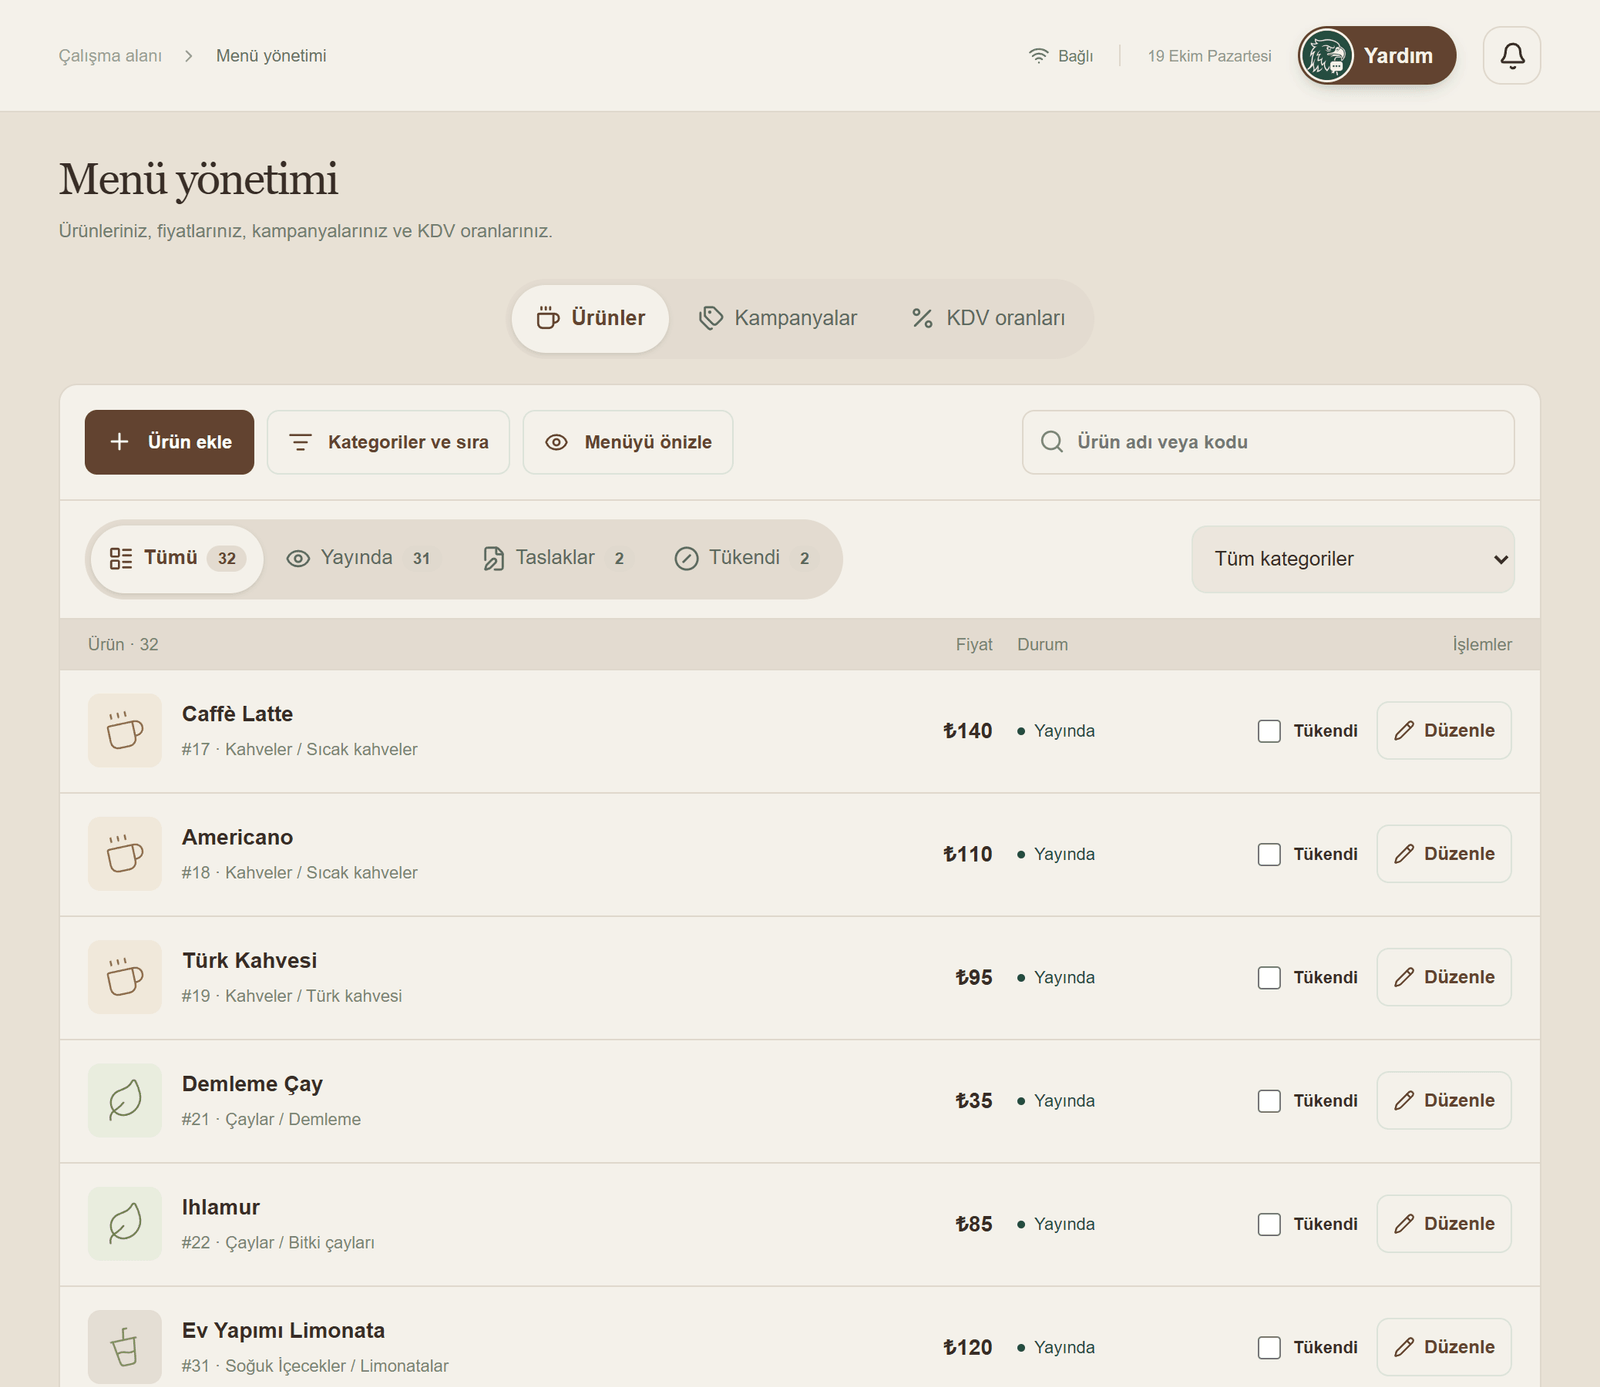 Çalışma alanı > Menü yönetimi
Bağlı
19 Ekim Pazartesi
Yardım
Menü yönetimi
Ürünleriniz, fiyatlarınız, kampanyalarınız ve KDV oranlarınız.
Ürünler
Kampanyalar
KDV oranları
Ürün ekle
Kategoriler ve sıra
Menüyü önizle
Ürün adı veya kodu
Tümü 32
Yayında 31
Taslaklar 2
Tükendi 2
Tüm kategoriler
Ürün · 32 Fiyat Durum İşlemler
Caffè Latte
#17 · Kahveler / Sıcak kahveler
₺140 • Yayında Tükendi Düzenle
Americano
#18 · Kahveler / Sıcak kahveler
₺110 • Yayında Tükendi Düzenle
Türk Kahvesi
#19 · Kahveler / Türk kahvesi
₺95 • Yayında Tükendi Düzenle
Demleme Çay
#21 · Çaylar / Demleme
₺35 • Yayında Tükendi Düzenle
Ihlamur
#22 · Çaylar / Bitki çayları
₺85 • Yayında Tükendi Düzenle
Ev Yapımı Limonata
#31 · Soğuk İçecekler / Limonatalar
₺120 • Yayında Tükendi Düzenle